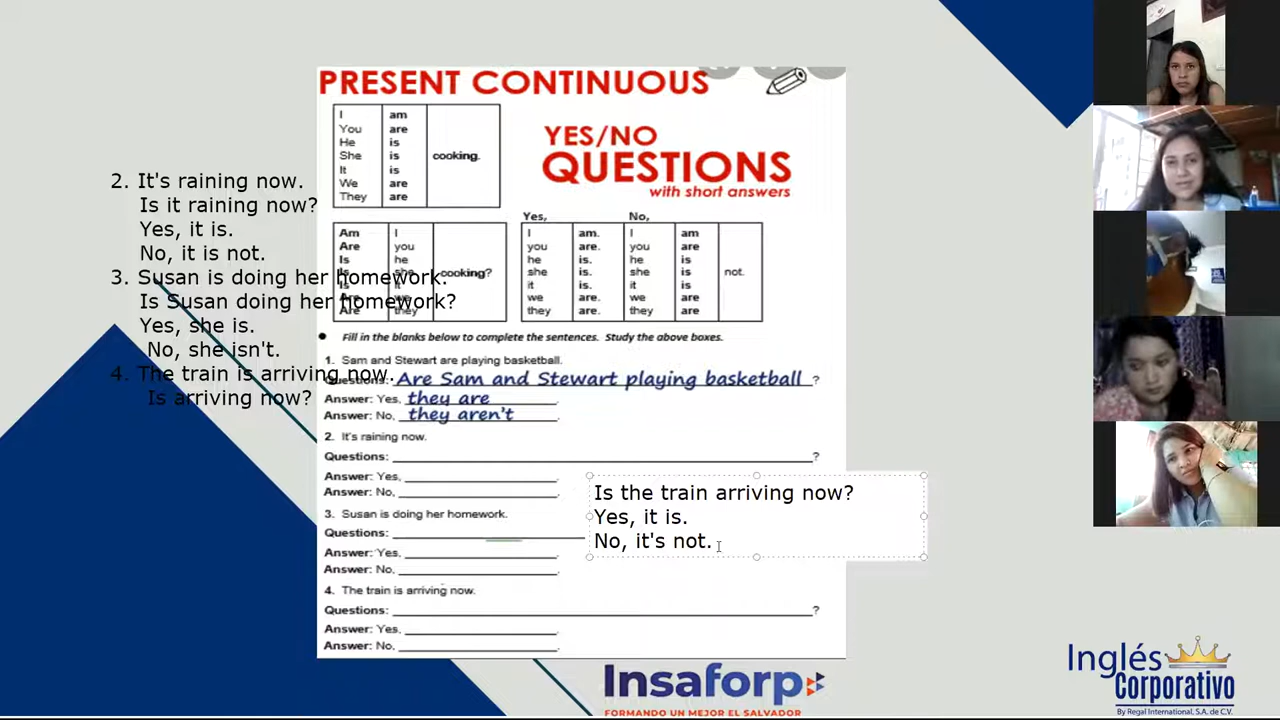 PRESENT CONTINUOUS
I am
You are
He is
She is cooking.
It is
We are
They are
YES/NO
QUESTIONS
with short answers
Am I
Are you
Is he
Is she cooking?
Is it
Are we
Are they
Yes, No,
I am. I am
you are. you are
he is. he is
she is. she is not.
it is. it is
we are. we are
they are. they are
Fill in the blanks below to complete the sentences. Study the above boxes.
1. Sam and Stewart are playing basketball.
Questions: Are Sam and Stewart playing basketball ?
Answer: Yes, they are .
Answer: No, they aren't .
2. It's raining now.
Questions: ?
Answer: Yes, .
Answer: No, .
3. Susan is doing her homework.
Questions:
Answer: Yes, .
Answer: No, .
4. The train is arriving now.
Questions: ?
Answer: Yes, .
Answer: No, .
2. It's raining now.
Is it raining now?
Yes, it is.
No, it is not.
3. Susan is doing her homework.
Is Susan doing her homework?
Yes, she is.
No, she isn't.
4. The train is arriving now.
Is arriving now?
Is the train arriving now?
Yes, it is.
No, it's not.
Insaforp
FORMANDO UN MEJOR EL SALVADOR
Inglés
Corporativo
By Regal International, S.A. de C.V.